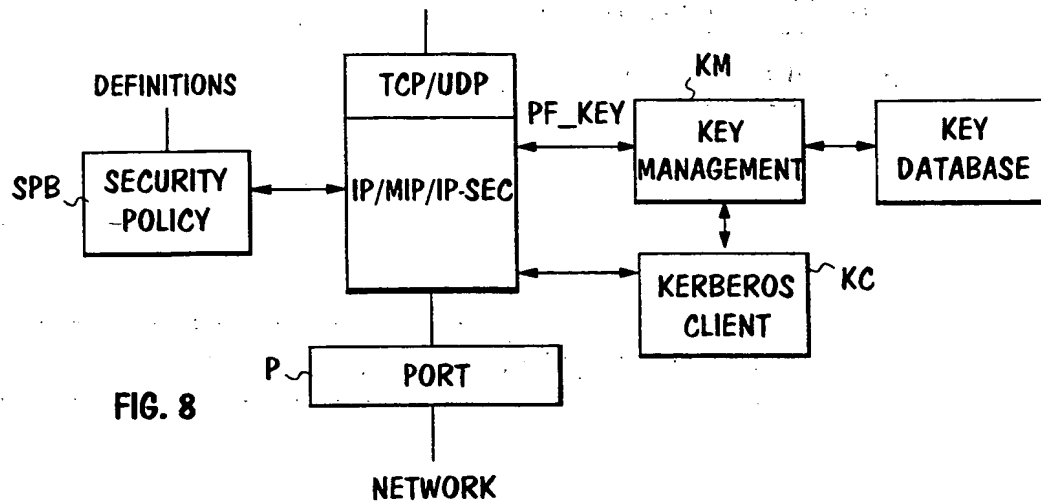 DEFINITIONS
SPB
SECURITY
POLICY
TCP/UDP
IP/MIP/IP-SEC
PF_KEY
KM
KEY
MANAGEMENT
KEY
DATABASE
KERBEROS
CLIENT
KC
P
PORT
FIG. 8
NETWORK